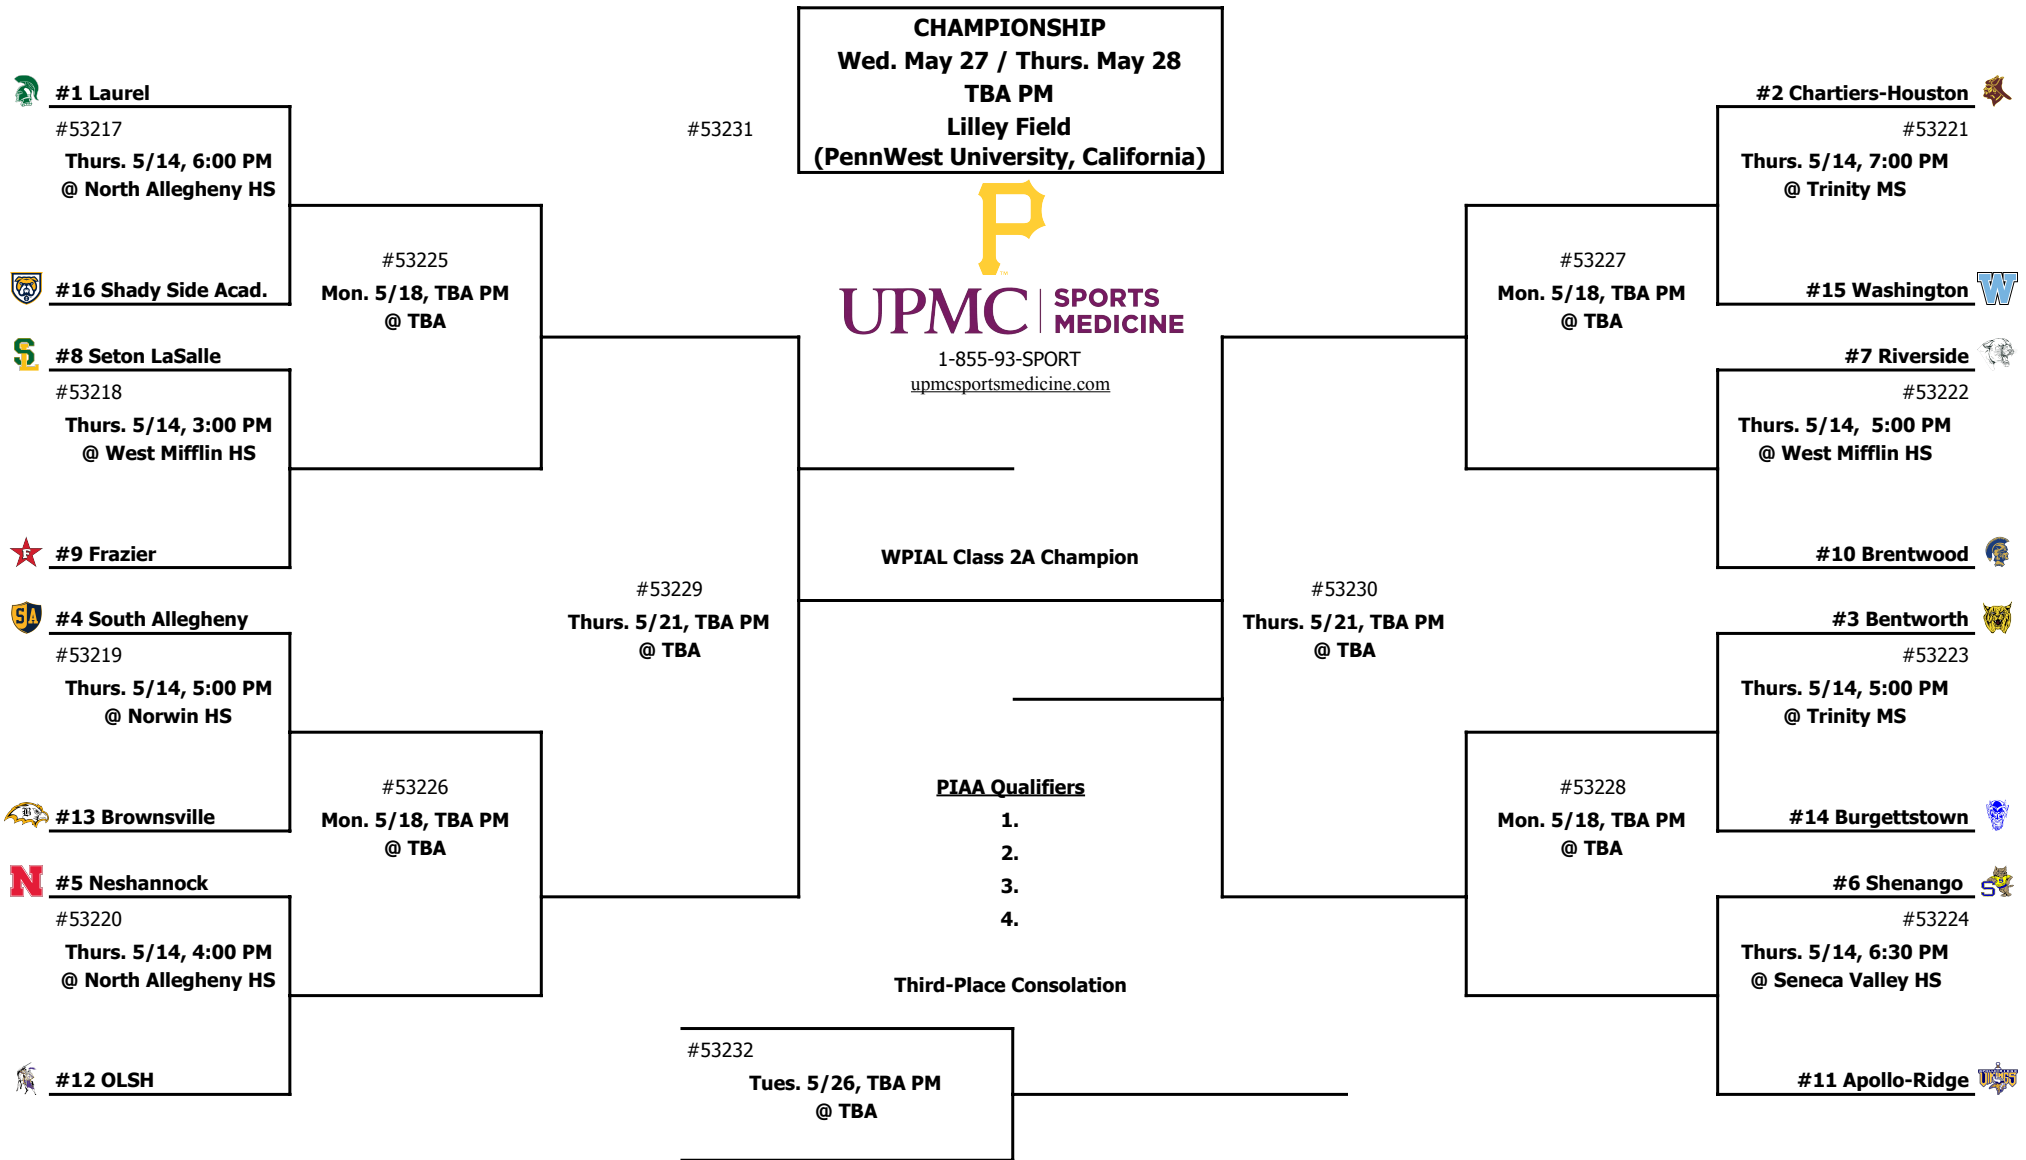 CHAMPIONSHIP
Wed. May 27 / Thurs. May 28
TBA PM
Lilley Field
(PennWest University, California)
#53231
P
TM
UPMC | SPORTS MEDICINE
1-855-93-SPORT
upmcsportsmedicine.com
#1 Laurel
#53217
Thurs. 5/14, 6:00 PM
@ North Allegheny HS
#16 Shady Side Acad.
#53225
Mon. 5/18, TBA PM
@ TBA
SL
#8 Seton LaSalle
#53218
Thurs. 5/14, 3:00 PM
@ West Mifflin HS
F
#9 Frazier
#53229
Thurs. 5/21, TBA PM
@ TBA
SA
#4 South Allegheny
#53219
Thurs. 5/14, 5:00 PM
@ Norwin HS
B
#13 Brownsville
#53226
Mon. 5/18, TBA PM
@ TBA
N
#5 Neshannock
#53220
Thurs. 5/14, 4:00 PM
@ North Allegheny HS
#12 OLSH
WPIAL Class 2A Champion
PIAA Qualifiers
1.
2.
3.
4.
Third-Place Consolation
#53232
Tues. 5/26, TBA PM
@ TBA
#2 Chartiers-Houston
#53221
Thurs. 5/14, 7:00 PM
@ Trinity MS
#15 Washington
W
#53227
Mon. 5/18, TBA PM
@ TBA
#7 Riverside
#53222
Thurs. 5/14,  5:00 PM
@ West Mifflin HS
#10 Brentwood
#53230
Thurs. 5/21, TBA PM
@ TBA
#3 Bentworth
#53223
Thurs. 5/14, 5:00 PM
@ Trinity MS
#14 Burgettstown
#53228
Mon. 5/18, TBA PM
@ TBA
#6 Shenango
S
#53224
Thurs. 5/14, 6:30 PM
@ Seneca Valley HS
#11 Apollo-Ridge